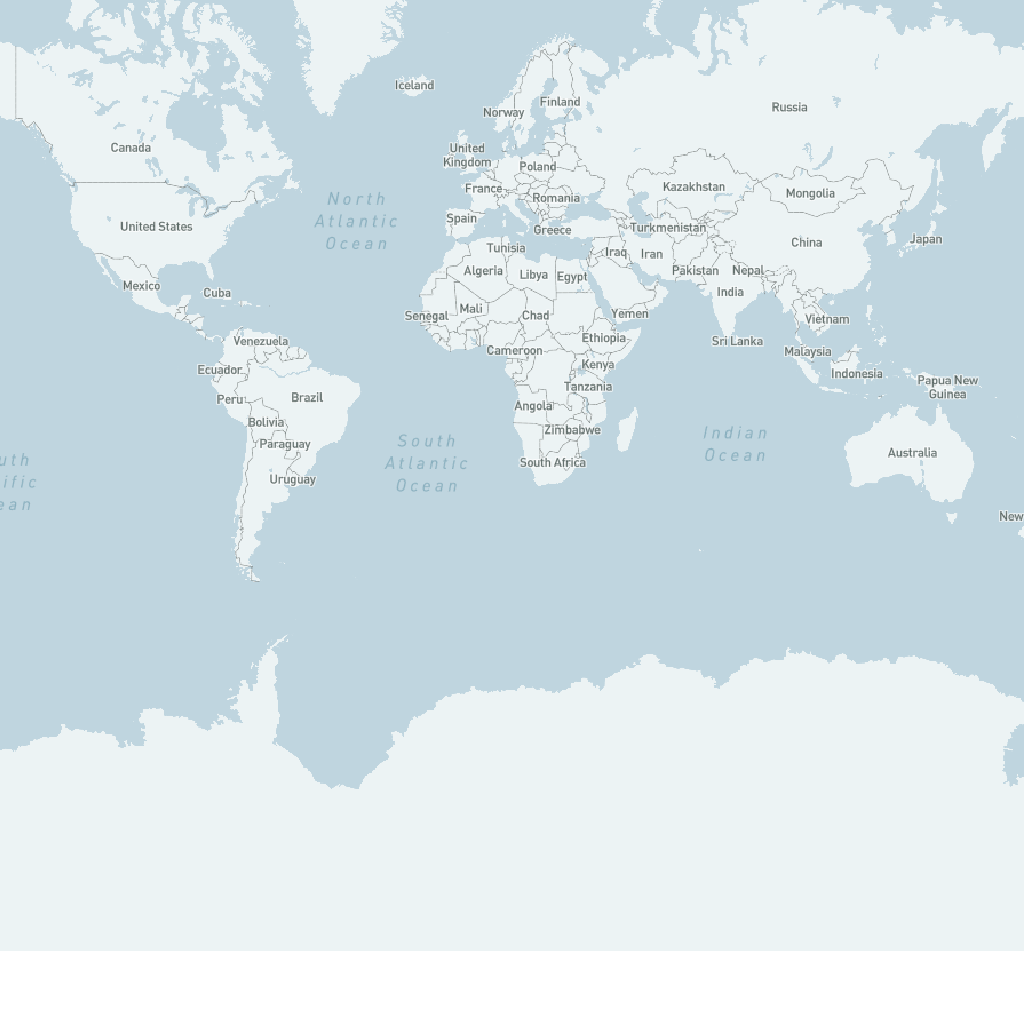 Iceland
Finland
Norway
Russia
Canada
United
Kingdom
Poland
France
Kazakhstan
Mongolia
Romania
North
Atlantic
Ocean
Spain
United States
Greece
Turkmenistan
Japan
China
Tunisia
Iraq
Iran
Algeria
Libya
Egypt
Pakistan
Nepal
Mexico
Cuba
India
Senegal
Mali
Chad
Yemen
Vietnam
Venezuela
Ethiopia
Sri Lanka
Cameroon
Malaysia
Ecuador
Kenya
Indonesia
Tanzania
Papua New
Guinea
Peru
Brazil
Angola
Bolivia
Zimbabwe
Paraguay
South
Atlantic
Ocean
Indian
Ocean
Australia
uth
ific
ean
South Africa
Uruguay
New